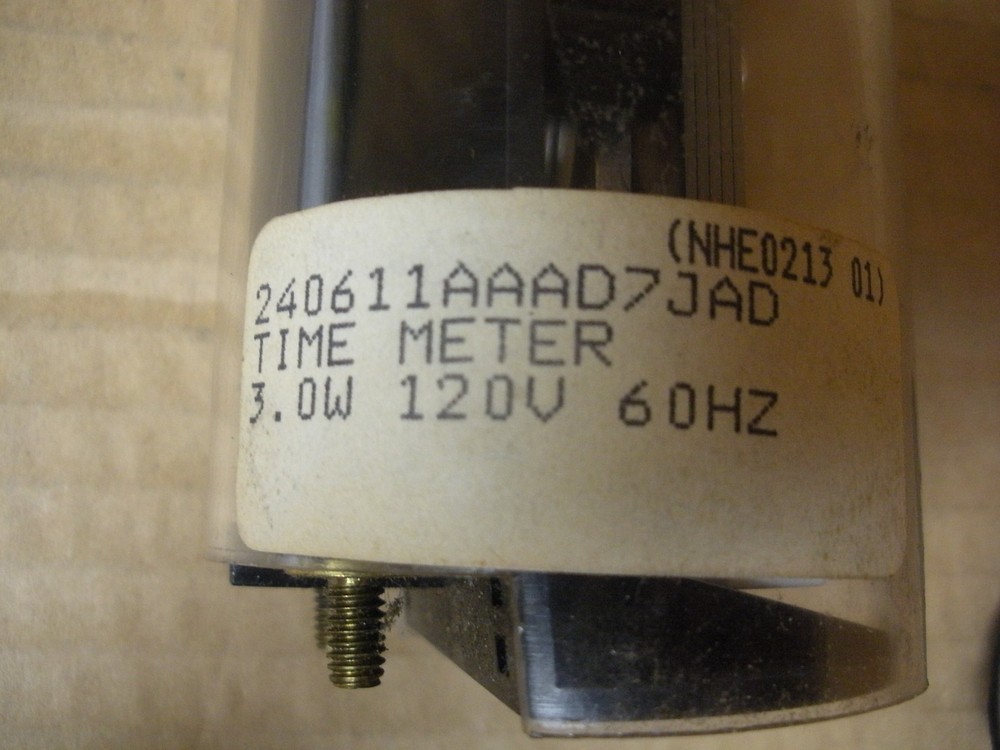 (NHE0213 01)
240611AAAD7JAD
TIME METER
3.0W 120V 60HZ